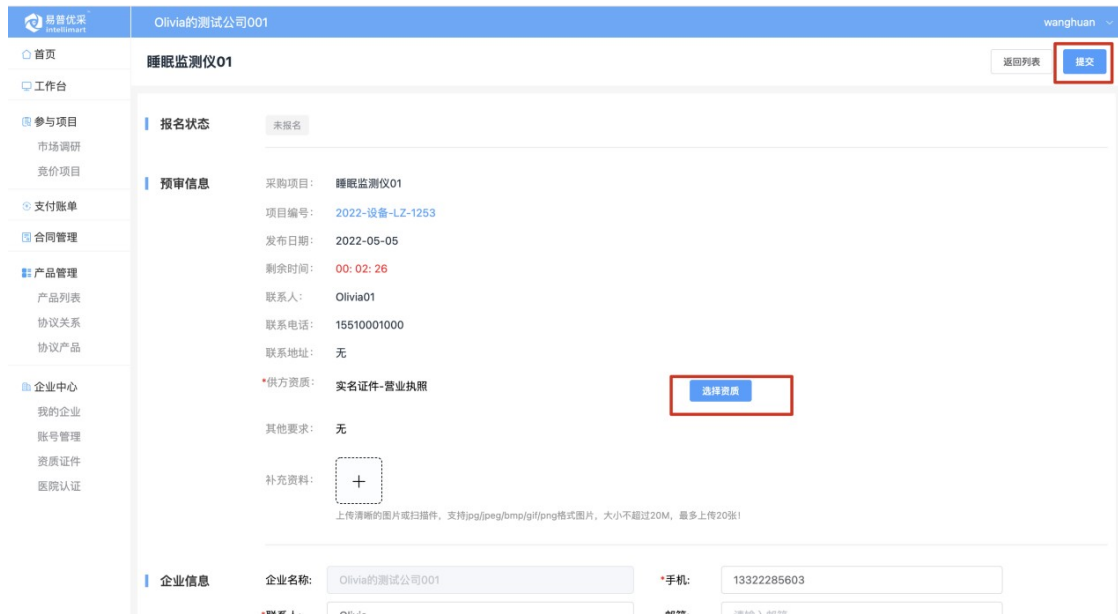 易普优采
Intellimart
Olivia的测试公司001
wanghuan
首页
工作台
参与项目
市场调研
竞价项目
支付账单
合同管理
产品管理
产品列表
协议关系
协议产品
企业中心
我的企业
账号管理
资质证件
医院认证
睡眠监测仪01
返回列表
提交
报名状态
未报名
预审信息
采购项目: 睡眠监测仪01
项目编号: 2022-设备-LZ-1253
发布日期: 2022-05-05
剩余时间: 00: 02: 26
联系人: Olivia01
联系电话: 15510001000
联系地址: 无
*供方资质: 实名证件-营业执照 选择资质
其他要求: 无
补充资料: +
上传清晰的图片或扫描件，支持jpg/jpeg/bmp/gif/png格式图片，大小不超过20M，最多上传20张！
企业信息
企业名称: Olivia的测试公司001 *手机: 13322285603